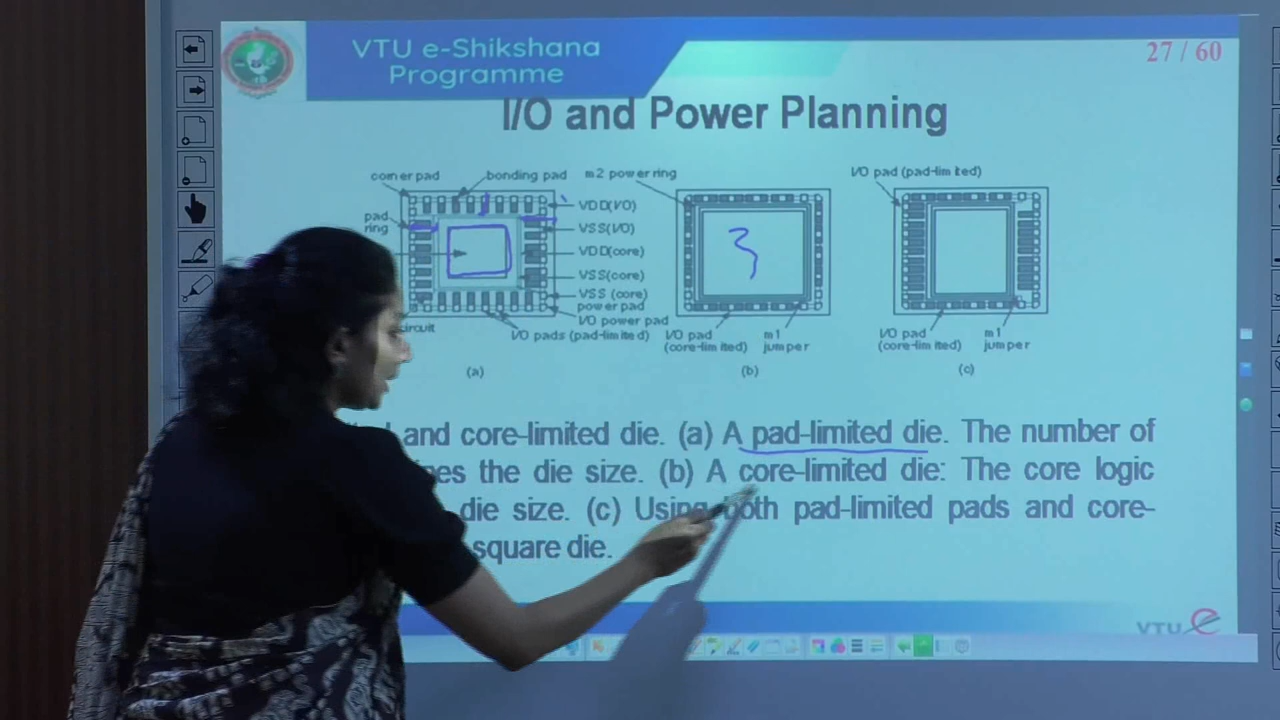 VTU e-Shikshana
Programme
27 / 60
I/O and Power Planning
corner pad
bonding pad
m2 power ring
I/O pad (pad-limited)
pad
ring
VDD(I/O)
VSS(I/O)
VDD(core)
VSS(core)
VSS (core)
power pad
I/O power pad
circuit
I/O pads (pad-limited)
I/O pad
(core-limited)
m1
jumper
I/O pad
(core-limited)
m1
jumper
(a)
(b)
(c)
and core-limited die. (a) A pad-limited die. The number of
the die size. (b) A core-limited die: The core logic
die size. (c) Using both pad-limited pads and core-
square die.
VTU e